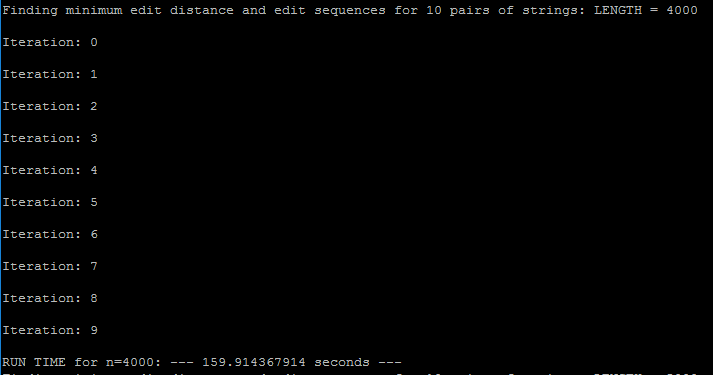 Finding minimum edit distance and edit sequences for 10 pairs of strings: LENGTH = 4000
Iteration: 0
Iteration: 1
Iteration: 2
Iteration: 3
Iteration: 4
Iteration: 5
Iteration: 6
Iteration: 7
Iteration: 8
Iteration: 9
RUN TIME for n=4000: --- 159.914367914 seconds ---